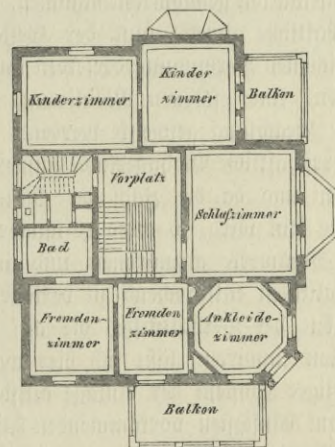 Kinderzimmer
Kinder
zimmer
Balkon
Vorplatz
Schlafzimmer
Bad
Fremden-
zimmer
Fremden
zimmer
Ankleide-
zimmer
Balkon